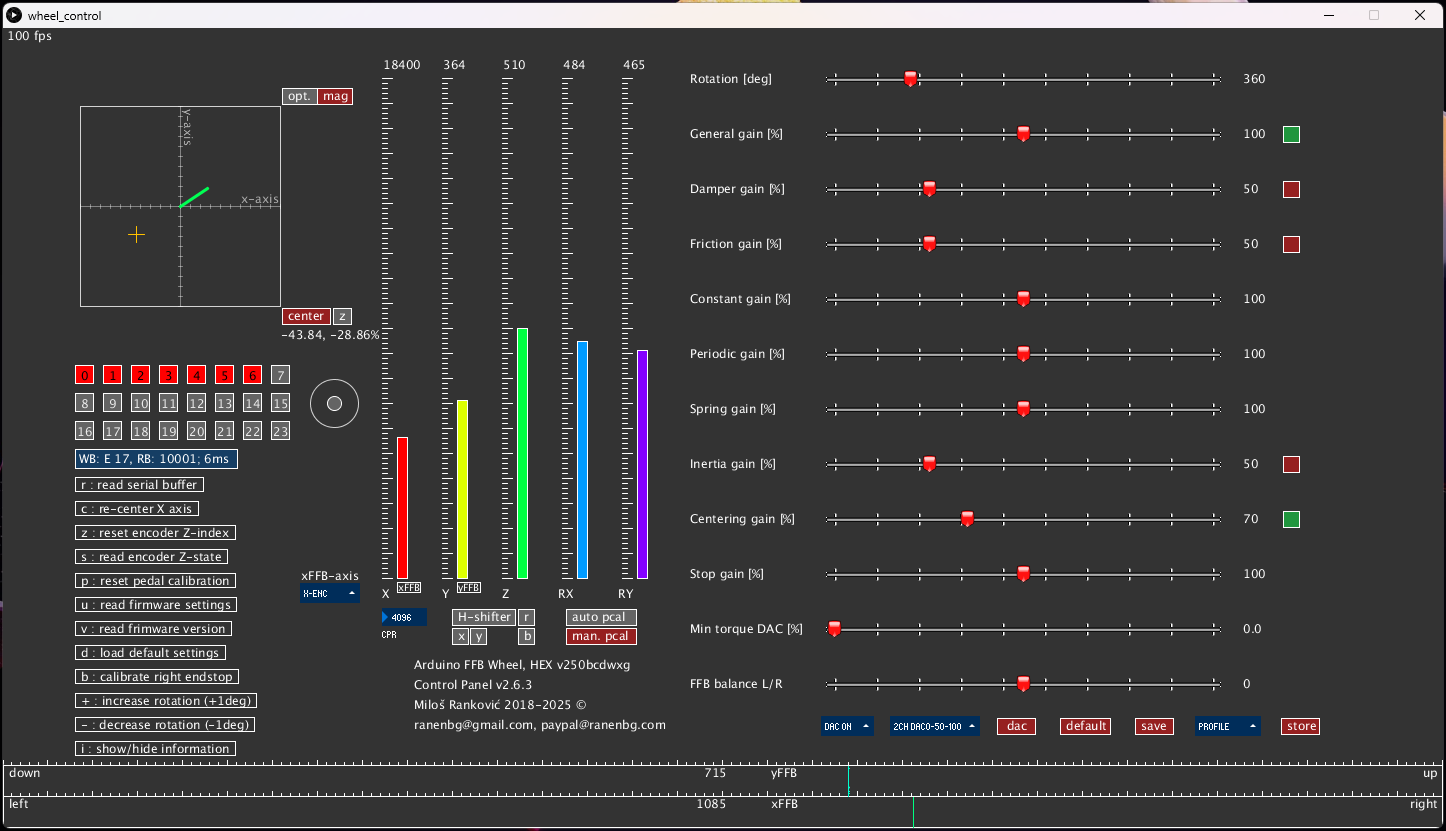 wheel_control
100 fps
18400 364 510 484 465
opt. mag
y-axis
x-axis
center z
-43.84, -28.86%
0 1 2 3 4 5 6 7
8 9 10 11 12 13 14 15
16 17 18 19 20 21 22 23
WB: E 17, RB: 10001; 6ms
r : read serial buffer
c : re-center X axis
z : reset encoder Z-index
s : read encoder Z-state
p : reset pedal calibration
u : read firmware settings
v : read frimware version
d : load default settings
b : calibrate right endstop
+ : increase rotation (+1deg)
- : decrease rotation (-1deg)
i : show/hide information
xFFB-axis
X-ENC
X xFFB Y yFFB Z RX RY
4096
CPR
H-shifter r
x y b
auto pcal
man. pcal
Arduino FFB Wheel, HEX v250bcdwxg
Control Panel v2.6.3
Miloš Ranković 2018-2025 ©
ranenbg@gmail.com, paypal@ranenbg.com
Rotation [deg] 360
General gain [%] 100
Damper gain [%] 50
Friction gain [%] 50
Constant gain [%] 100
Periodic gain [%] 100
Spring gain [%] 100
Inertia gain [%] 50
Centering gain [%] 70
Stop gain [%] 100
Min torque DAC [%] 0.0
FFB balance L/R 0
DAC ON 2CH DAC0-50-100 dac default save PROFILE store
down 715 yFFB up
left 1085 xFFB right